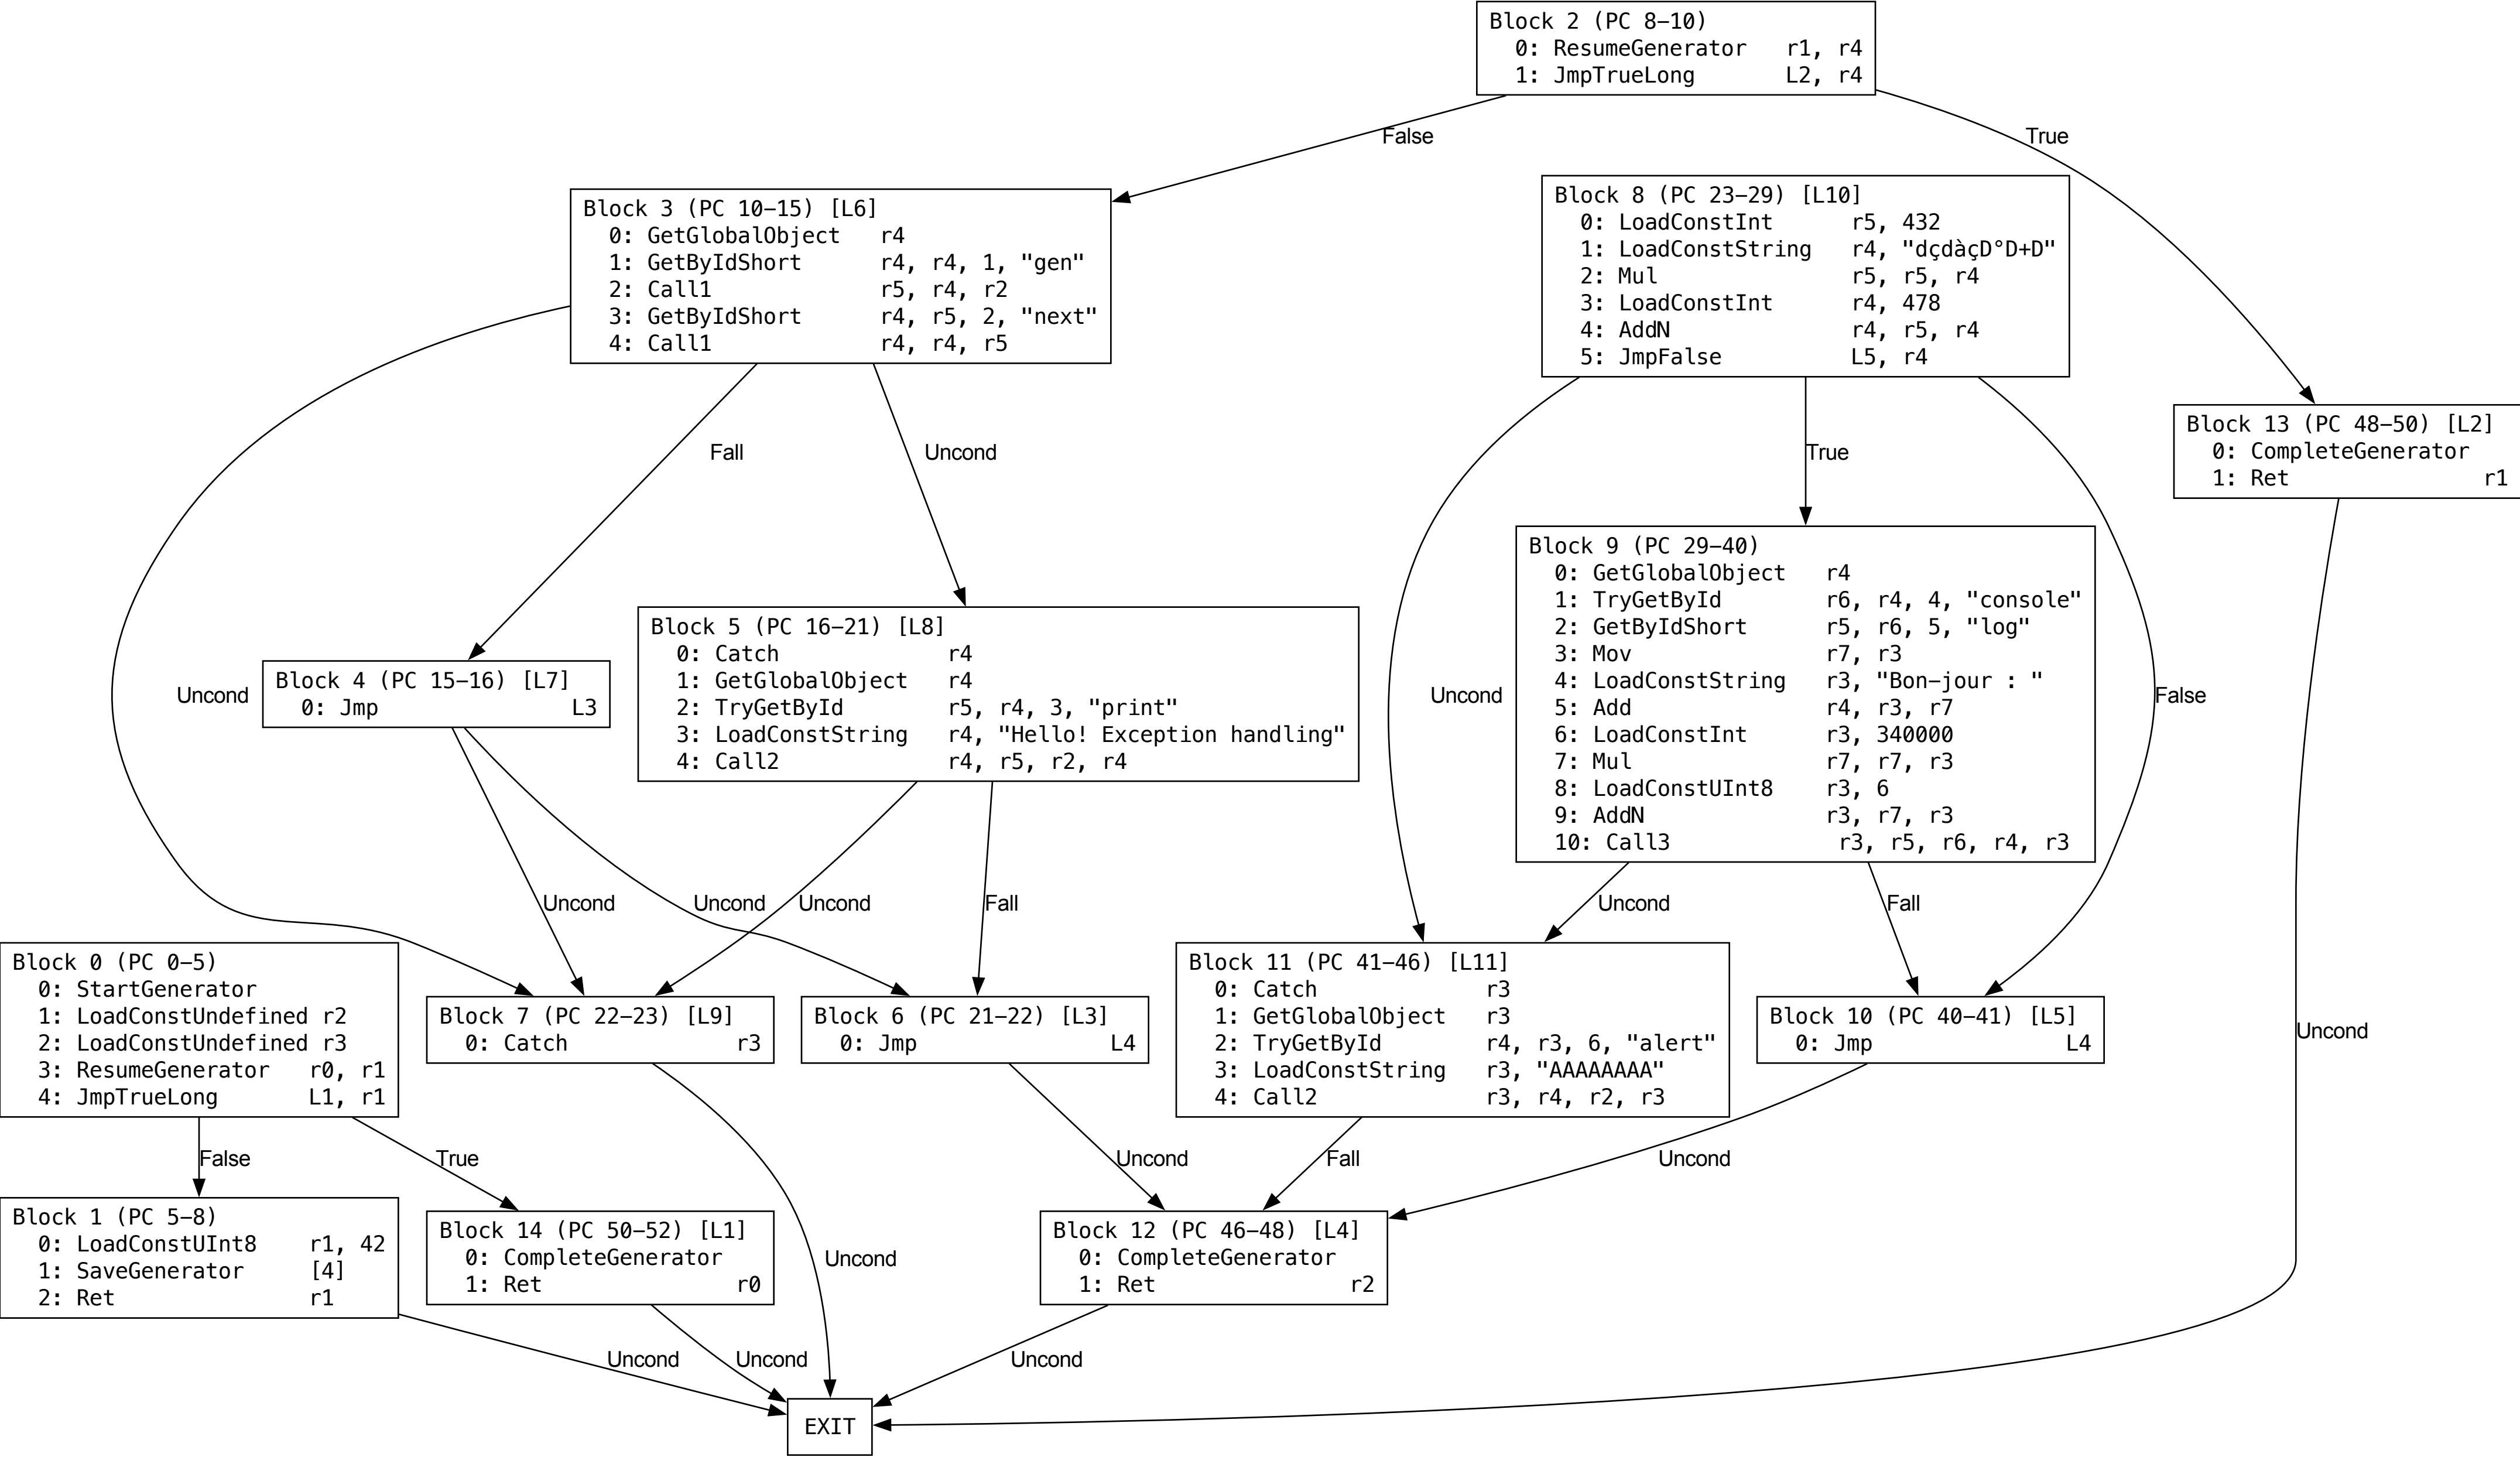 Block 2 (PC 8–10)
0: ResumeGenerator r1, r4
1: JmpTrueLong L2, r4
False
True
Block 3 (PC 10–15) [L6]
0: GetGlobalObject r4
1: GetByIdShort r4, r4, 1, "gen"
2: Call1 r5, r4, r2
3: GetByIdShort r4, r5, 2, "next"
4: Call1 r4, r4, r5
Block 8 (PC 23–29) [L10]
0: LoadConstInt r5, 432
1: LoadConstString r4, "dçdàçD°D+D"
2: Mul r5, r5, r4
3: LoadConstInt r4, 478
4: AddN r4, r5, r4
5: JmpFalse L5, r4
Block 13 (PC 48–50) [L2]
0: CompleteGenerator
1: Ret r1
Fall
Uncond
True
Block 9 (PC 29–40)
0: GetGlobalObject r4
1: TryGetById r6, r4, 4, "console"
2: GetByIdShort r5, r6, 5, "log"
3: Mov r7, r3
4: LoadConstString r3, "Bon–jour : "
5: Add r4, r3, r7
6: LoadConstInt r3, 340000
7: Mul r7, r7, r3
8: LoadConstUInt8 r3, 6
9: AddN r3, r7, r3
10: Call3 r3, r5, r6, r4, r3
Block 5 (PC 16–21) [L8]
0: Catch r4
1: GetGlobalObject r4
2: TryGetById r5, r4, 3, "print"
3: LoadConstString r4, "Hello! Exception handling"
4: Call2 r4, r5, r2, r4
Uncond
Block 4 (PC 15–16) [L7]
0: Jmp L3
Uncond
False
Uncond
Uncond
Uncond
Fall
Uncond
Fall
Block 0 (PC 0–5)
0: StartGenerator
1: LoadConstUndefined r2
2: LoadConstUndefined r3
3: ResumeGenerator r0, r1
4: JmpTrueLong L1, r1
Block 7 (PC 22–23) [L9]
0: Catch r3
Block 6 (PC 21–22) [L3]
0: Jmp L4
Block 11 (PC 41–46) [L11]
0: Catch r3
1: GetGlobalObject r3
2: TryGetById r4, r3, 6, "alert"
3: LoadConstString r3, "AAAAAAAA"
4: Call2 r3, r4, r2, r3
Block 10 (PC 40–41) [L5]
0: Jmp L4
Uncond
False
True
Uncond
Fall
Uncond
Block 1 (PC 5–8)
0: LoadConstUInt8 r1, 42
1: SaveGenerator [4]
2: Ret r1
Block 14 (PC 50–52) [L1]
0: CompleteGenerator
1: Ret r0
Uncond
Block 12 (PC 46–48) [L4]
0: CompleteGenerator
1: Ret r2
Uncond
Uncond
Uncond
EXIT